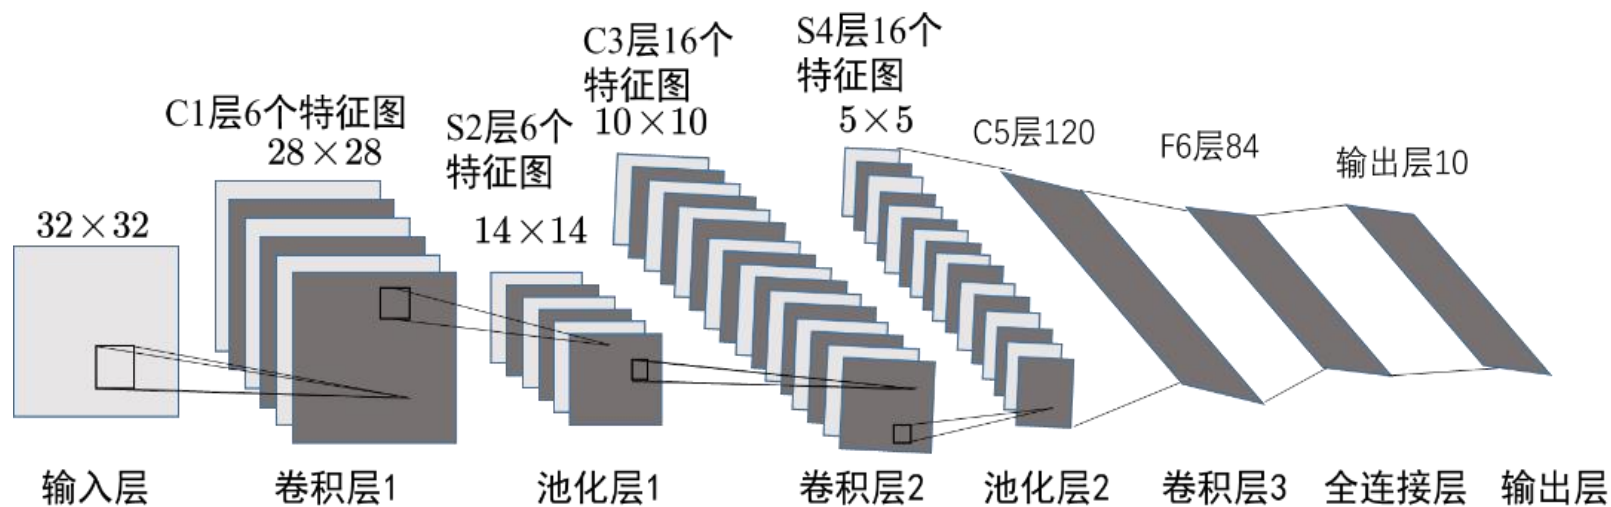 32×32
C1层6个特征图
28×28
S2层6个
特征图
14×14
C3层16个
特征图
10×10
S4层16个
特征图
5×5
C5层120
F6层84
输出层10
输入层
卷积层1
池化层1
卷积层2
池化层2
卷积层3
全连接层
输出层